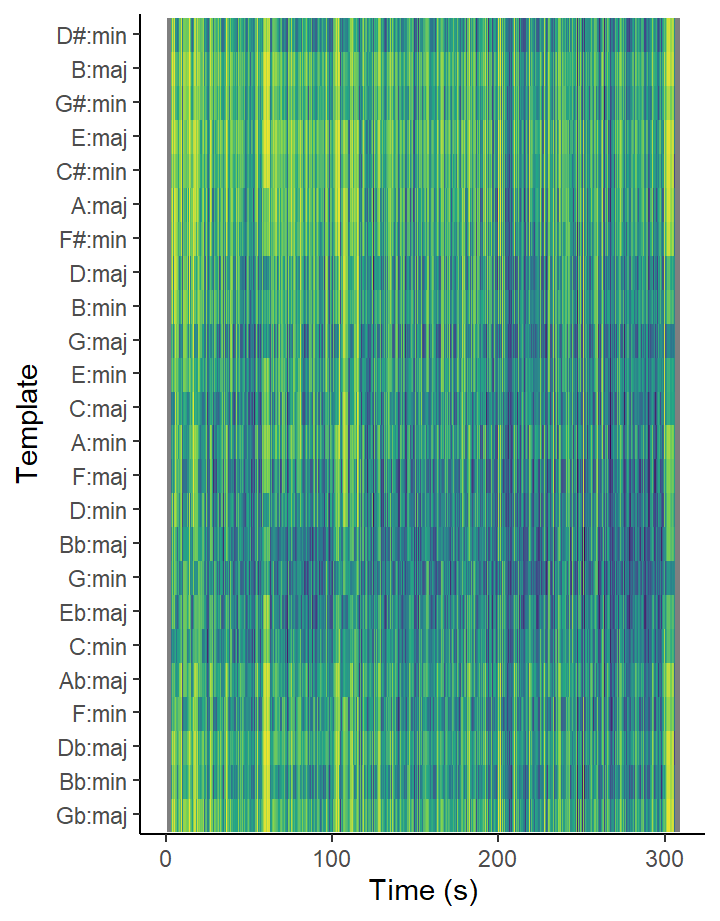 D#:min
B:maj
G#:min
E:maj
C#:min
A:maj
F#:min
D:maj
B:min
G:maj
E:min
C:maj
A:min
F:maj
D:min
Bb:maj
G:min
Eb:maj
C:min
Ab:maj
F:min
Db:maj
Bb:min
Gb:maj
Template
0 100 200 300
Time (s)